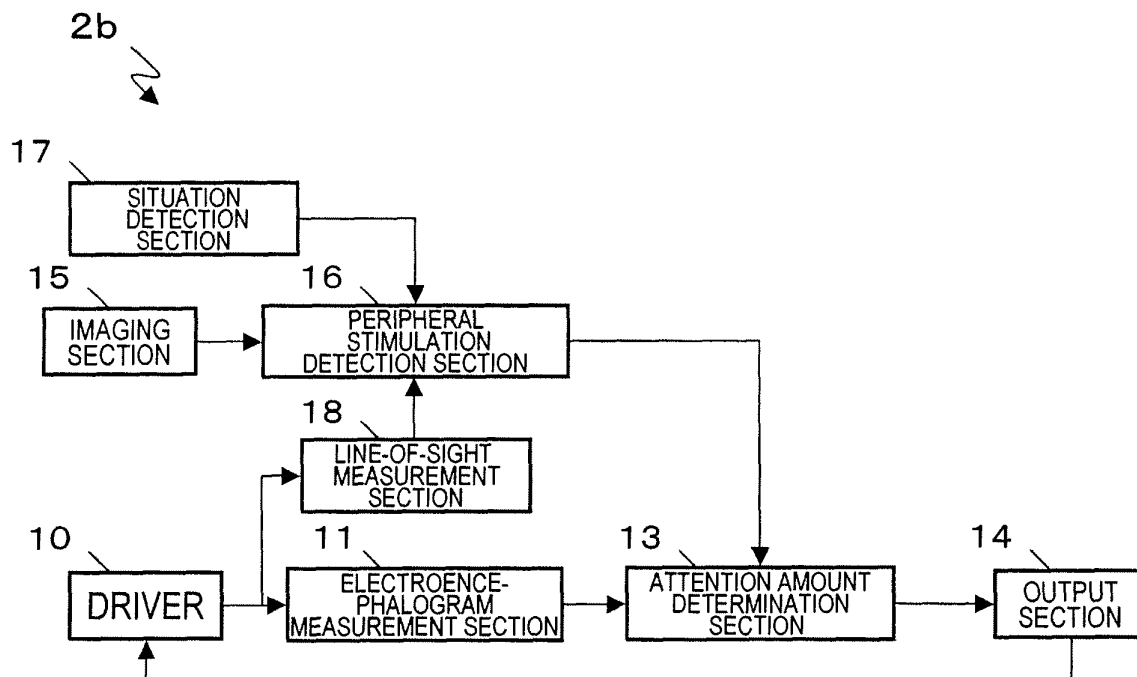 2b
17
SITUATION
DETECTION
SECTION
15
IMAGING
SECTION
16
PERIPHERAL
STIMULATION
DETECTION SECTION
18
LINE-OF-SIGHT
MEASUREMENT
SECTION
10
DRIVER
11
ELECTROENCE-
PHALOGRAM
MEASUREMENT SECTION
13
ATTENTION AMOUNT
DETERMINATION
SECTION
14
OUTPUT
SECTION